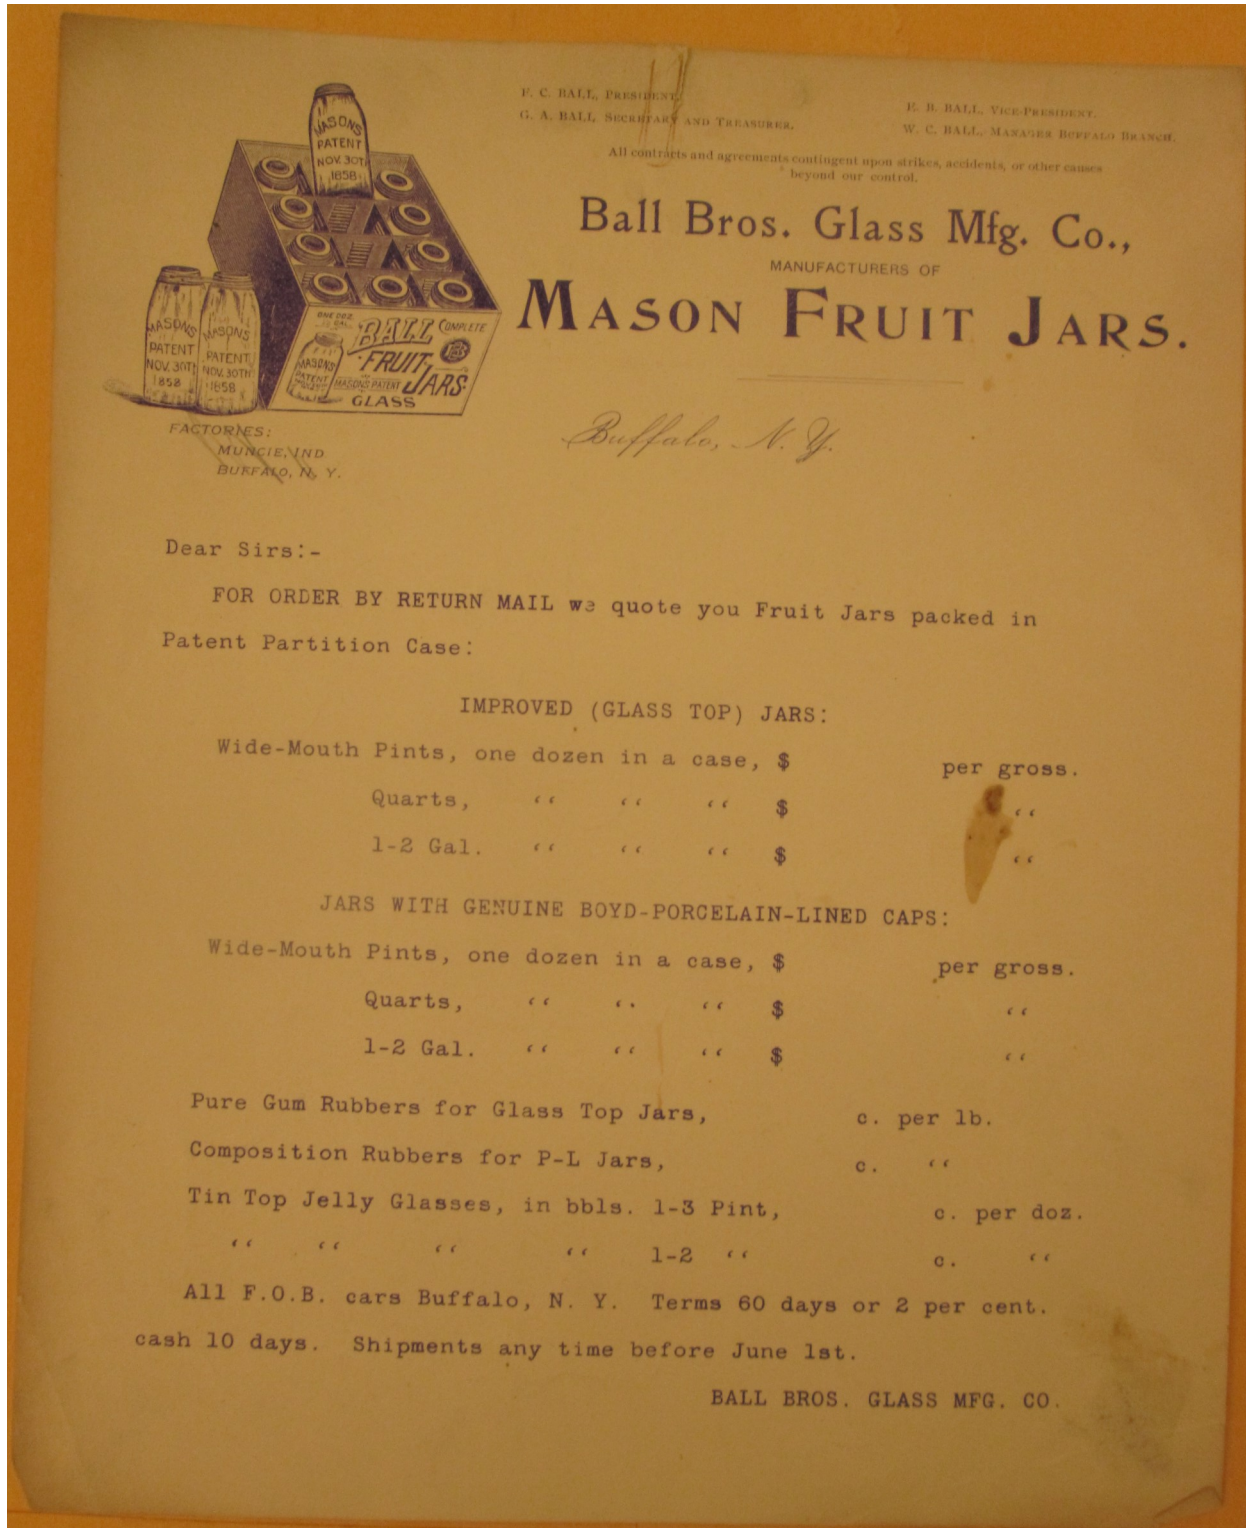 F. C. BALL, PRESIDENT.
G. A. BALL, SECRETARY AND TREASURER.
E. B. BALL, VICE-PRESIDENT.
W. C. BALL, MANAGER BUFFALO BRANCH.
All contracts and agreements contingent upon strikes, accidents, or other causes
beyond our control.
Ball Bros. Glass Mfg. Co.,
MANUFACTURERS OF
MASON FRUIT JARS.
MASON'S
PATENT
NOV. 30TH
1858
MASON'S
PATENT
NOV. 30TH
1858
MASON'S
PATENT
NOV. 30TH
1858
ONE DOZ.
BALL COMPLETE
FRUIT
JARS
MASON'S
PATENT
MASON'S PATENT
GLASS
FACTORIES:
MUNCIE, IND
BUFFALO, N. Y.
Buffalo, N. Y.
Dear Sirs:-
FOR ORDER BY RETURN MAIL we quote you Fruit Jars packed in
Patent Partition Case:
IMPROVED (GLASS TOP) JARS:
Wide-Mouth Pints, one dozen in a case, $ per gross.
Quarts, “ “ “ $ “
1-2 Gal. “ “ “ $ “
JARS WITH GENUINE BOYD-PORCELAIN-LINED CAPS:
Wide-Mouth Pints, one dozen in a case, $ per gross.
Quarts, “ “ “ $ “
1-2 Gal. “ “ “ $ “
Pure Gum Rubbers for Glass Top Jars, c. per lb.
Composition Rubbers for P-L Jars, c. “
Tin Top Jelly Glasses, in bbls. 1-3 Pint, c. per doz.
“ “ “ “ 1-2 “ c. “
All F.O.B. cars Buffalo, N. Y. Terms 60 days or 2 per cent.
cash 10 days. Shipments any time before June 1st.
BALL BROS. GLASS MFG. CO.